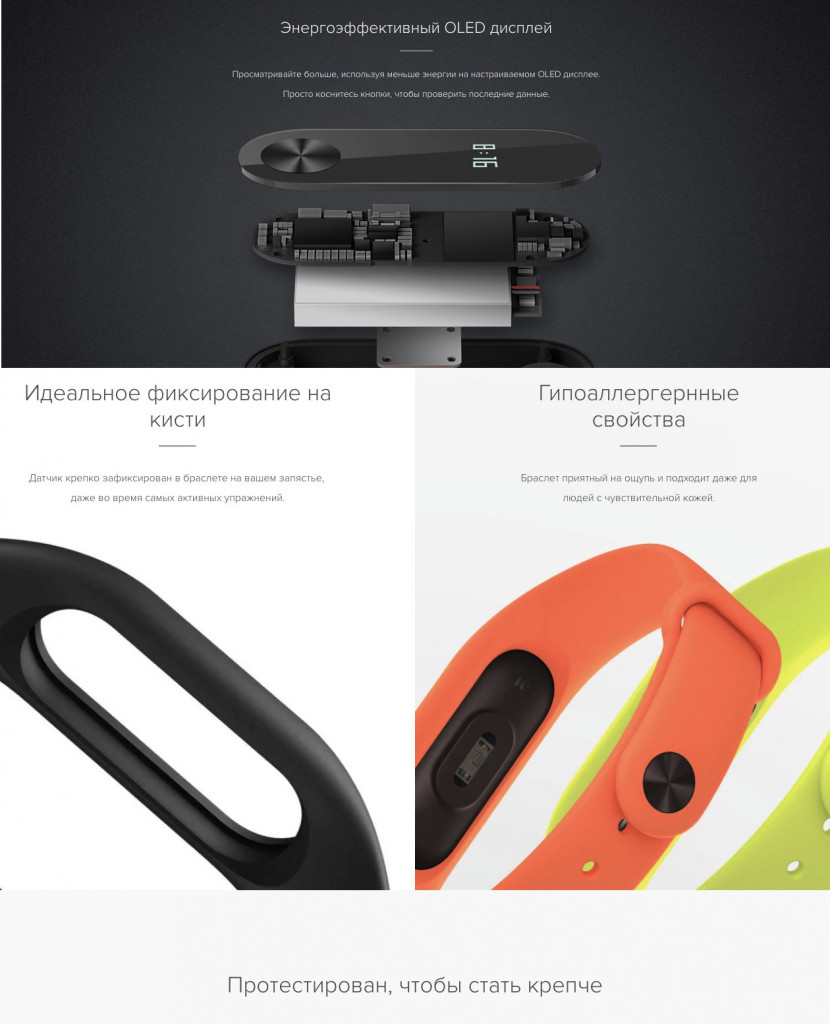 Энергоэффективный OLED дисплей
Просматривайте больше, используя меньше энергии на настраиваемом OLED дисплее.
Просто коснитесь кнопки, чтобы проверить последние данные.
8:16
Идеальное фиксирование на
кисти
Датчик крепко зафиксирован в браслете на вашем запястье,
даже во время самых активных упражнений.
Гипоаллергернные
свойства
Браслет приятный на ощупь и подходит даже для
людей с чувствительной кожей.
Протестирован, чтобы стать крепче